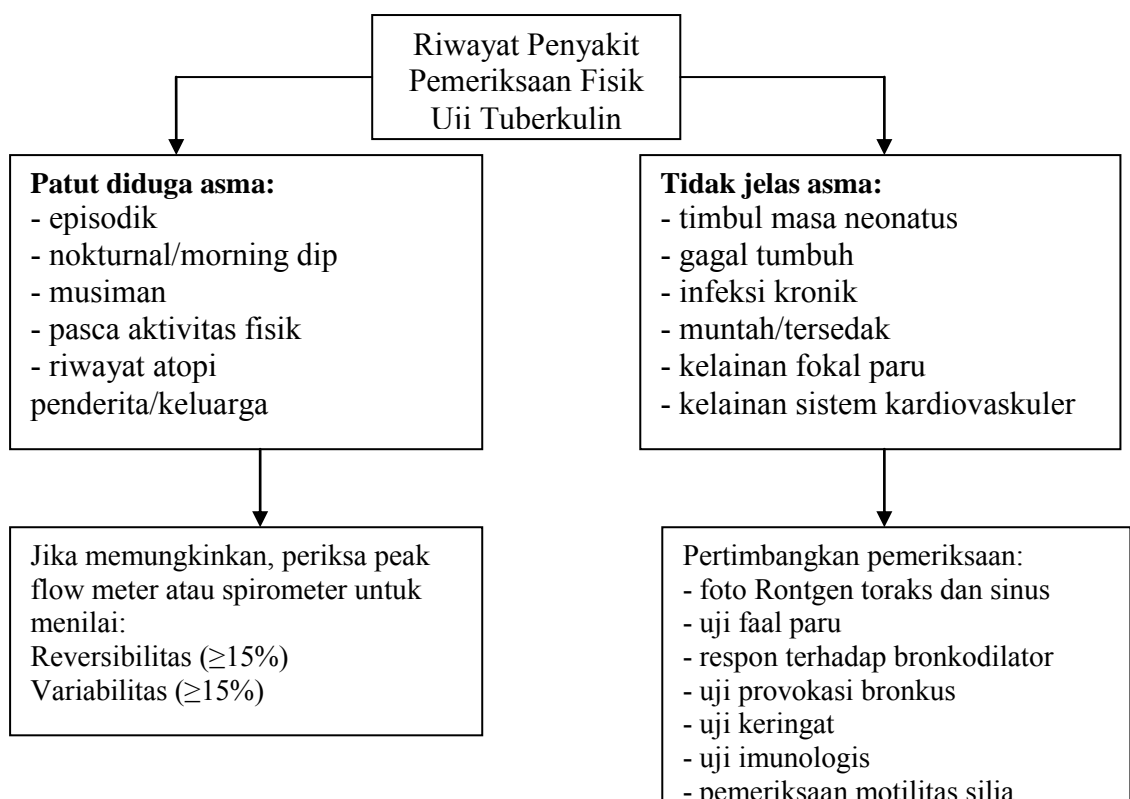 Riwayat Penyakit
Pemeriksaan Fisik
Uji Tuberkulin
Patut diduga asma:
- episodik
- nokturnal/morning dip
- musiman
- pasca aktivitas fisik
- riwayat atopi
penderita/keluarga
Tidak jelas asma:
- timbul masa neonatus
- gagal tumbuh
- infeksi kronik
- muntah/tersedak
- kelainan fokal paru
- kelainan sistem kardiovaskuler
Jika memungkinkan, periksa peak
flow meter atau spirometer untuk
menilai:
Reversibilitas (≥15%)
Variabilitas (≥15%)
Pertimbangkan pemeriksaan:
- foto Rontgen toraks dan sinus
- uji faal paru
- respon terhadap bronkodilator
- uji provokasi bronkus
- uji keringat
- uji imunologis
- pemeriksaan motilitas silia